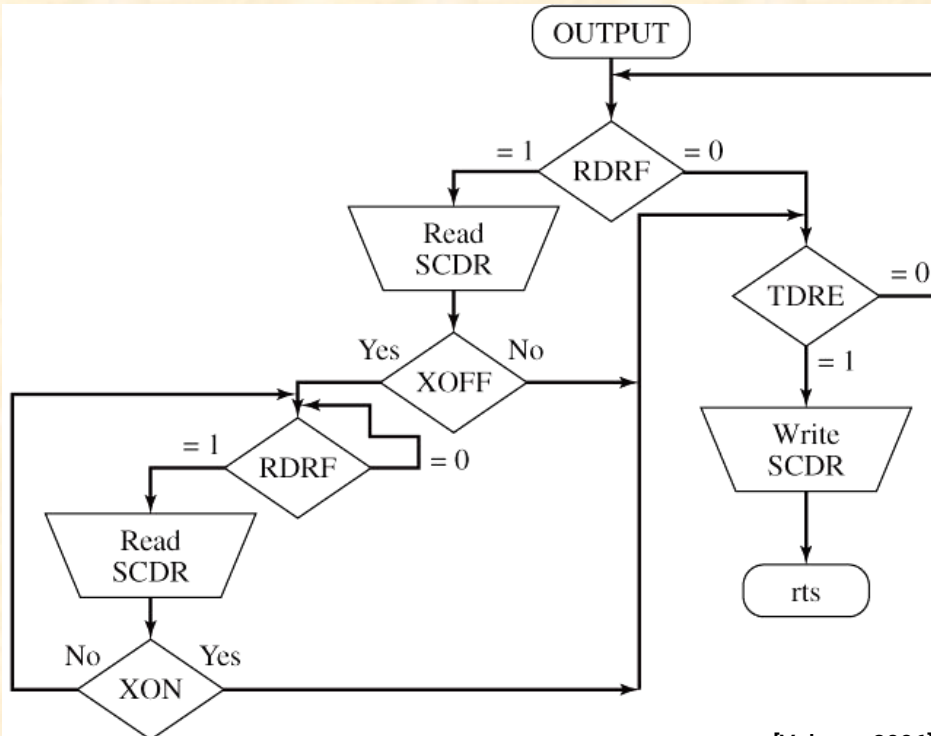 OUTPUT
= 1
RDRF
= 0
Read
SCDR
TDRE
= 0
Yes
XOFF
No
= 1
= 1
RDRF
= 0
Write
SCDR
Read
SCDR
rts
No
XON
Yes